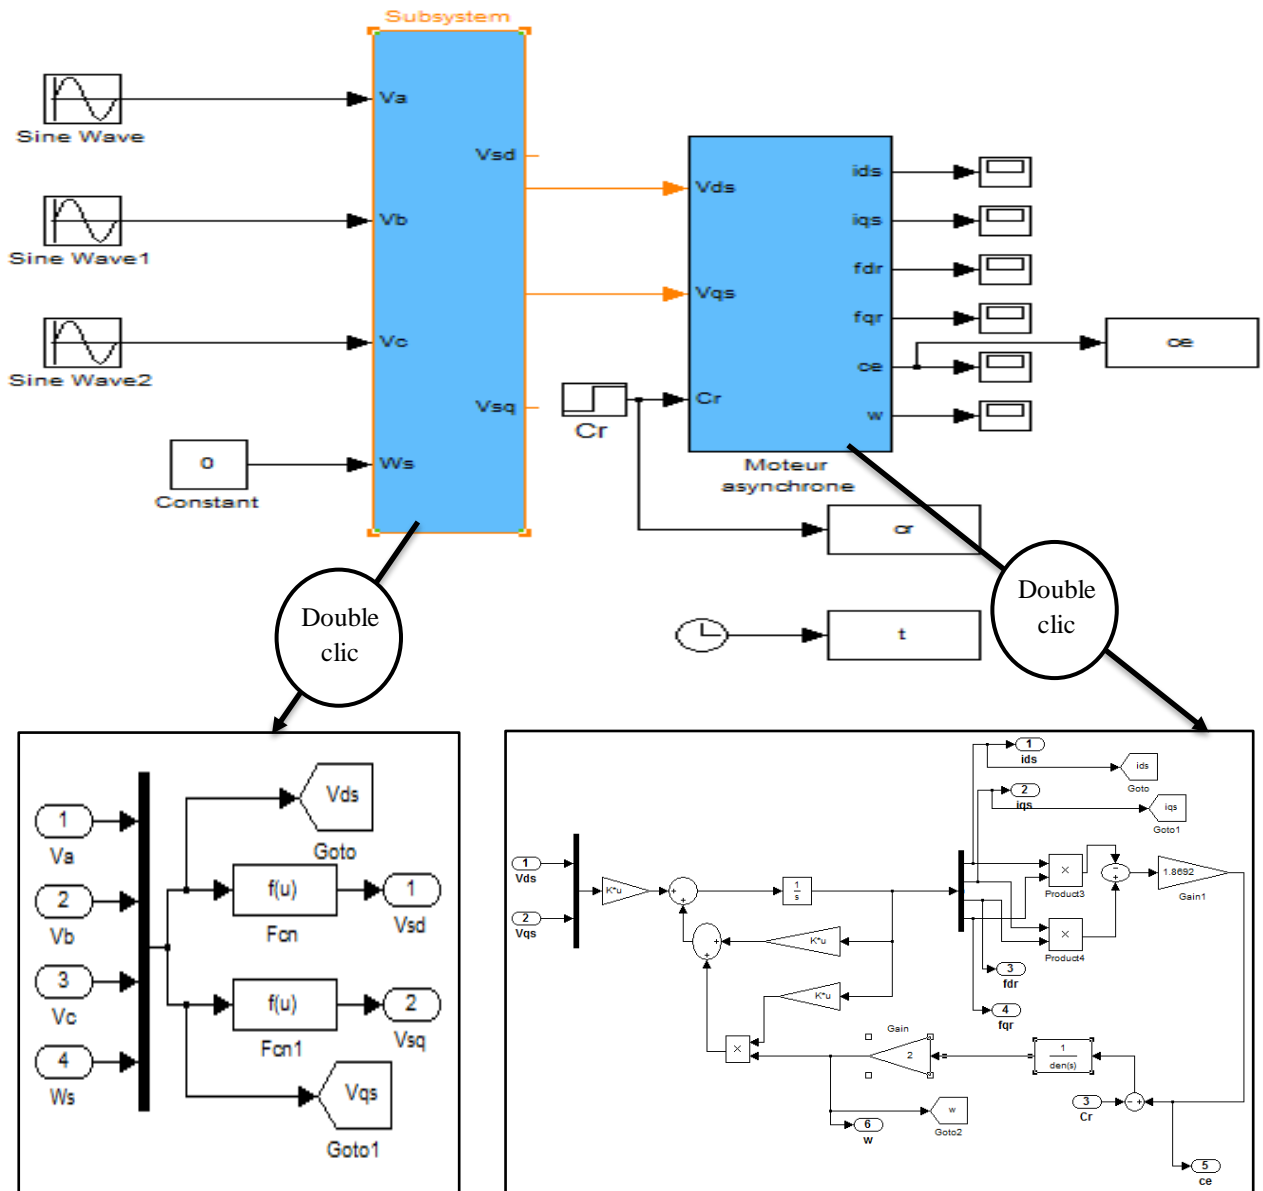 Subsystem
Va
Sine Wave
Vsd
ids
Vds
Vb
iqs
Sine Wave1
fdr
Vqs
fqr
Vc
ce
ce
Sine Wave2
Cr
Vsq
w
Cr
0
Ws
Moteur
asynchrone
Constant
cr
Double
clic
Double
clic
t
1
Va
2
Vb
3
Vc
4
Ws
Vds
Goto
f(u)
Fcn
1
Vsd
f(u)
Fcn1
2
Vsq
Vqs
Goto1
1
ids
ids
Goto
2
iqs
iqs
Goto1
1
Vds
2
Vqs
K*u
+
+
1
s
×
Product3
-
+
1.8692
Gain1
×
Product4
K*u
+
+
K*u
3
fdr
4
fqr
×
Gain
2
1
den(s)
3
Cr
- +
w
Goto2
6
w
5
ce